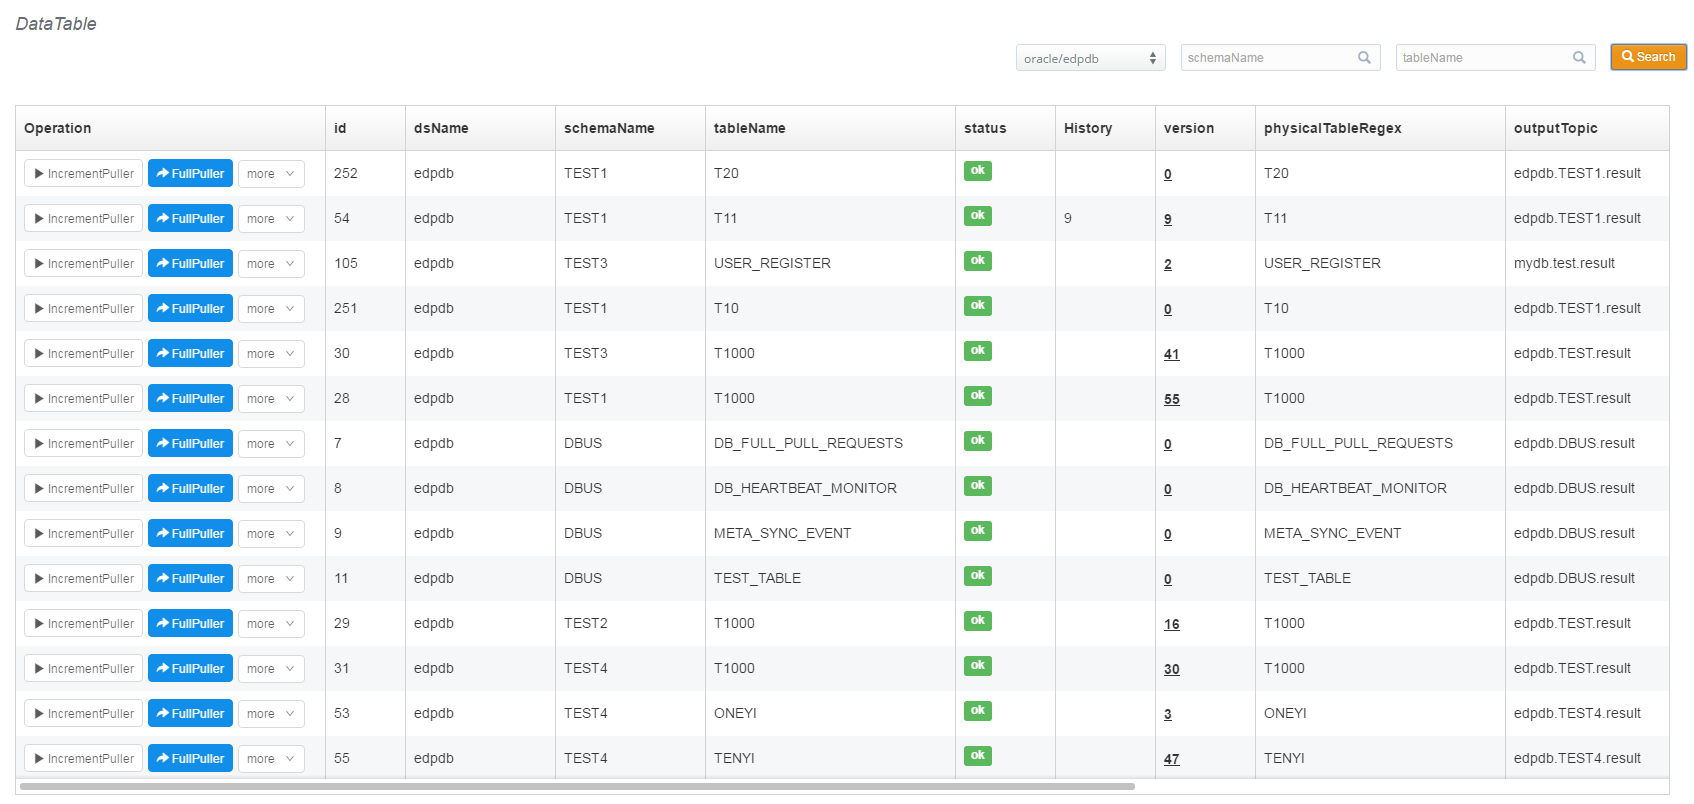 DataTable
oracle/edpdb schemaName tableName Search
Operation id dsName schemaName tableName status History version physicalTableRegex outputTopic
IncrementPuller FullPuller more 252 edpdb TEST1 T20 ok 0 T20 edpdb.TEST1.result
IncrementPuller FullPuller more 54 edpdb TEST1 T11 ok 9 9 T11 edpdb.TEST1.result
IncrementPuller FullPuller more 105 edpdb TEST3 USER_REGISTER ok 2 USER_REGISTER mydb.test.result
IncrementPuller FullPuller more 251 edpdb TEST1 T10 ok 0 T10 edpdb.TEST1.result
IncrementPuller FullPuller more 30 edpdb TEST3 T1000 ok 41 T1000 edpdb.TEST.result
IncrementPuller FullPuller more 28 edpdb TEST1 T1000 ok 55 T1000 edpdb.TEST.result
IncrementPuller FullPuller more 7 edpdb DBUS DB_FULL_PULL_REQUESTS ok 0 DB_FULL_PULL_REQUESTS edpdb.DBUS.result
IncrementPuller FullPuller more 8 edpdb DBUS DB_HEARTBEAT_MONITOR ok 0 DB_HEARTBEAT_MONITOR edpdb.DBUS.result
IncrementPuller FullPuller more 9 edpdb DBUS META_SYNC_EVENT ok 0 META_SYNC_EVENT edpdb.DBUS.result
IncrementPuller FullPuller more 11 edpdb DBUS TEST_TABLE ok 0 TEST_TABLE edpdb.DBUS.result
IncrementPuller FullPuller more 29 edpdb TEST2 T1000 ok 16 T1000 edpdb.TEST.result
IncrementPuller FullPuller more 31 edpdb TEST4 T1000 ok 30 T1000 edpdb.TEST.result
IncrementPuller FullPuller more 53 edpdb TEST4 ONEYI ok 3 ONEYI edpdb.TEST4.result
IncrementPuller FullPuller more 55 edpdb TEST4 TENYI ok 47 TENYI edpdb.TEST4.result